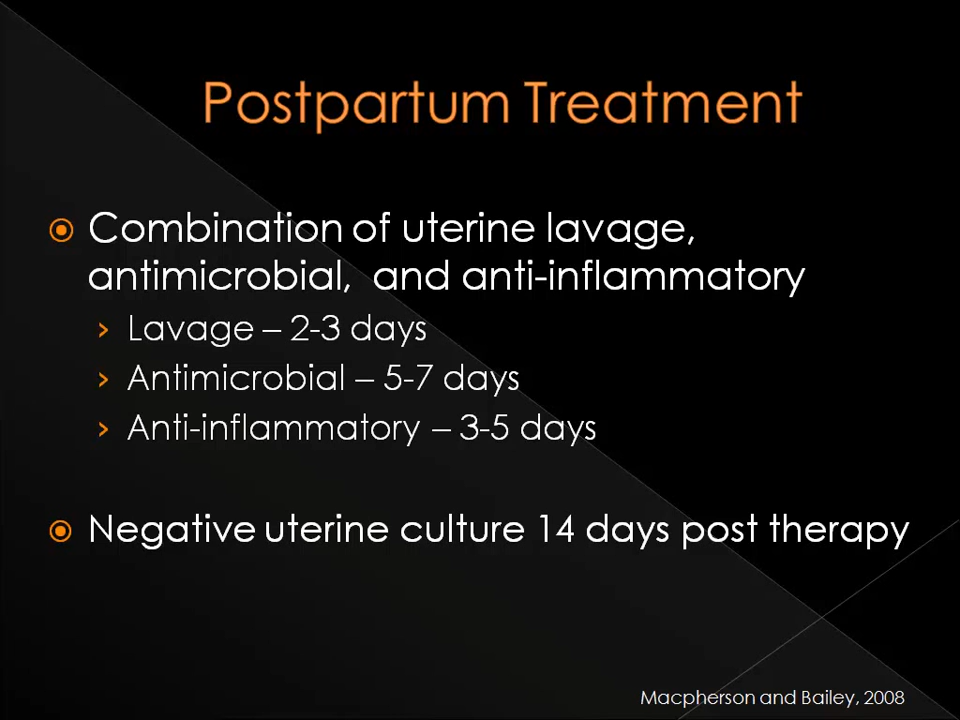 Postpartum Treatment
Combination of uterine lavage,
antimicrobial, and anti-inflammatory
› Lavage – 2-3 days
› Antimicrobial – 5-7 days
› Anti-inflammatory – 3-5 days
Negative uterine culture 14 days post therapy
Macpherson and Bailey, 2008